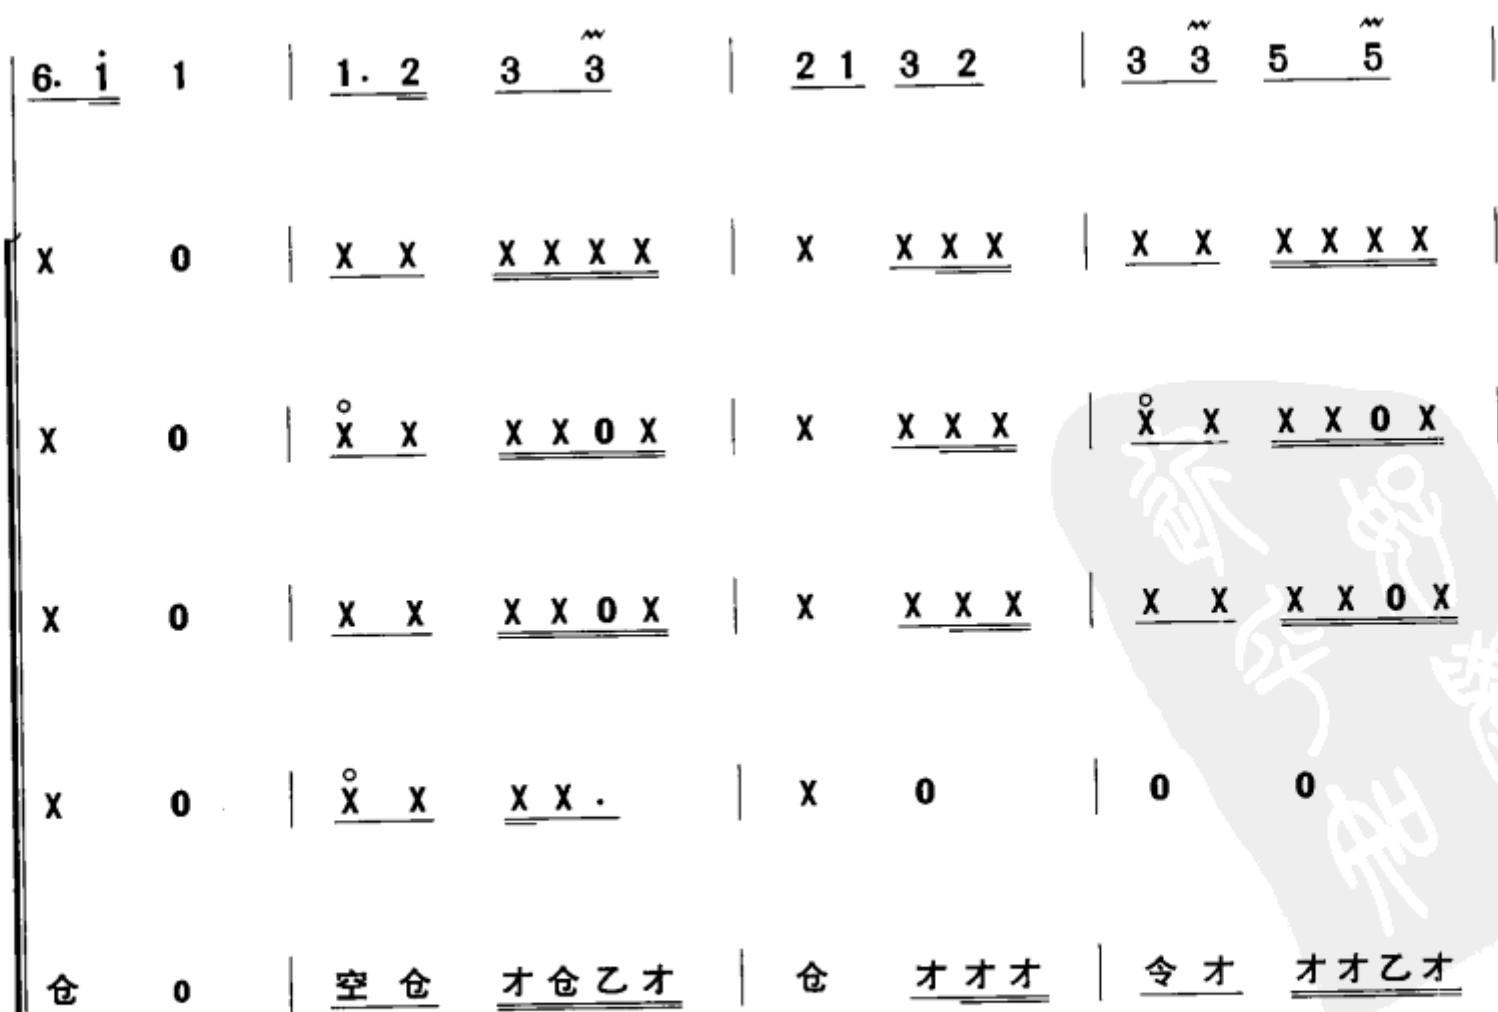 6. i 1 | 1. 2 3 3 | 2 1 3 2 | 3 3 5 5 |
X 0 | X X X X X X | X X X X | X X X X X X |
X 0 | X X X X 0 X | X X X X | X X X X 0 X |
X 0 | X X X X 0 X | X X X X | X X X X 0 X |
X 0 | X X X X . | X 0 | 0 0
仓 0 | 空 仓 才 仓 乙 才 | 仓 才 才 才 | 令 才 才 才 乙 才